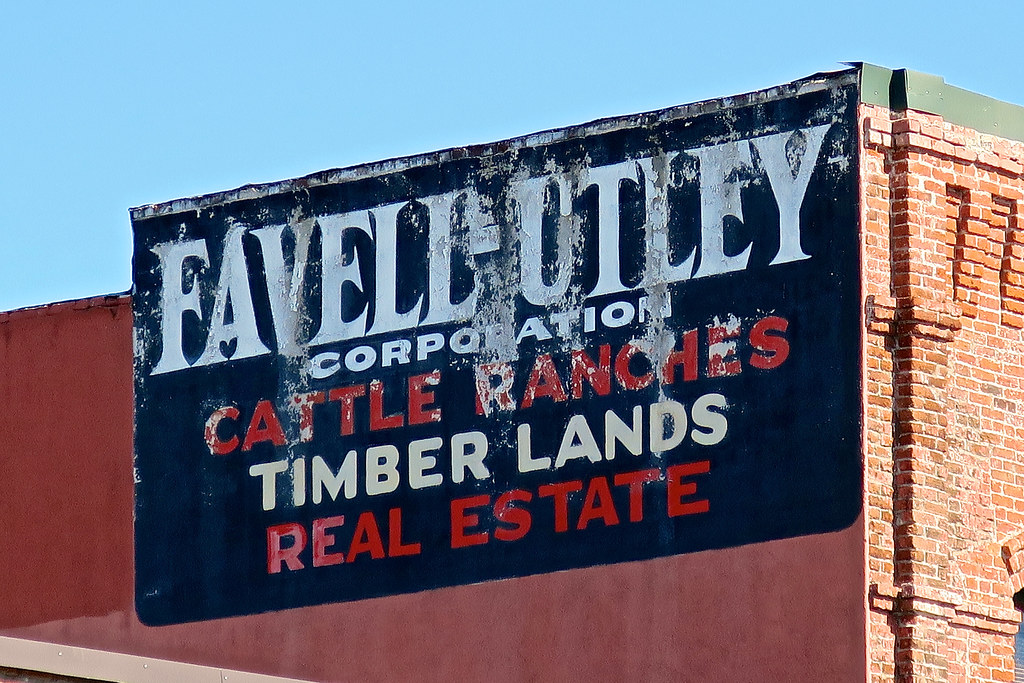 FAVELL-UTLEY
CORPORATION
CATTLE RANCHES
TIMBER LANDS
REAL ESTATE